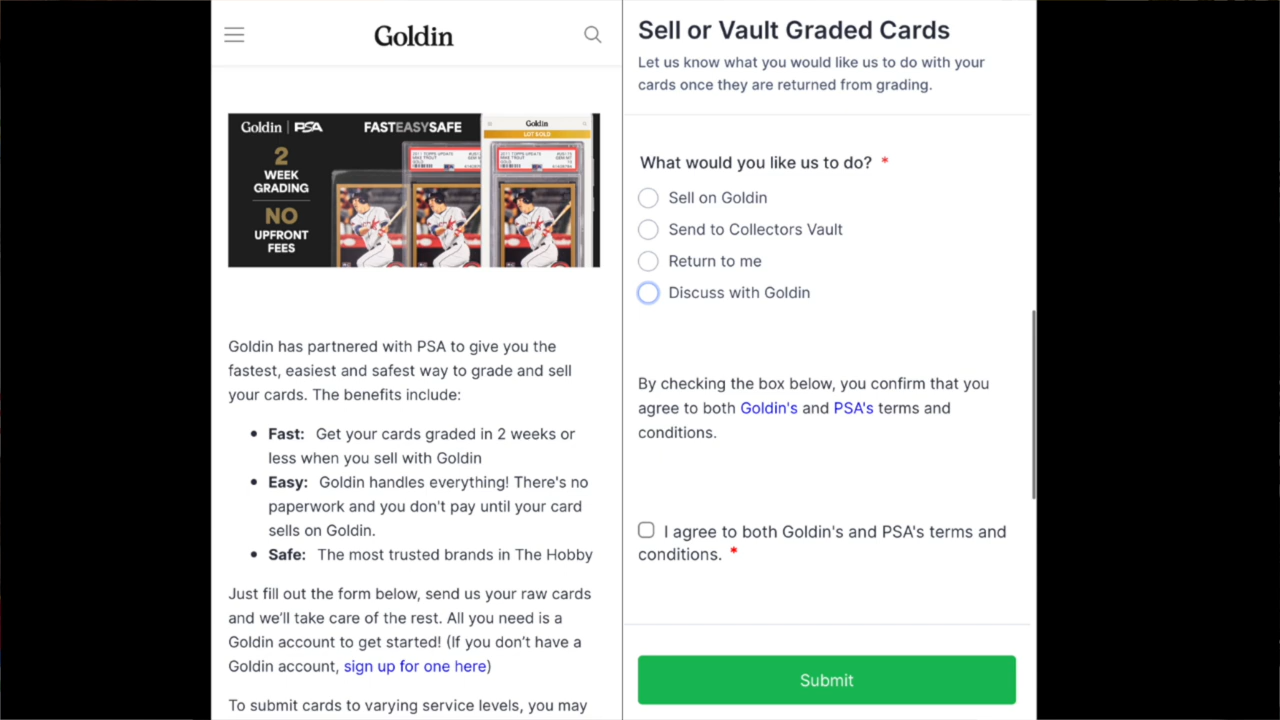 Goldin
Goldin | PSA
FASTEASYSAFE
2
WEEK
GRADING
NO
UPFRONT
FEES
Goldin
LOT SOLD
Goldin has partnered with PSA to give you the
fastest, easiest and safest way to grade and sell
your cards. The benefits include:
• Fast: Get your cards graded in 2 weeks or
less when you sell with Goldin
• Easy: Goldin handles everything! There's no
paperwork and you don't pay until your card
sells on Goldin.
• Safe: The most trusted brands in The Hobby
Just fill out the form below, send us your raw cards
and we’ll take care of the rest. All you need is a
Goldin account to get started! (If you don’t have a
Goldin account, sign up for one here)
To submit cards to varying service levels, you may
Sell or Vault Graded Cards
Let us know what you would like us to do with your
cards once they are returned from grading.
What would you like us to do? *
Sell on Goldin
Send to Collectors Vault
Return to me
Discuss with Goldin
By checking the box below, you confirm that you
agree to both Goldin's and PSA's terms and
conditions.
I agree to both Goldin's and PSA's terms and
conditions. *
Submit